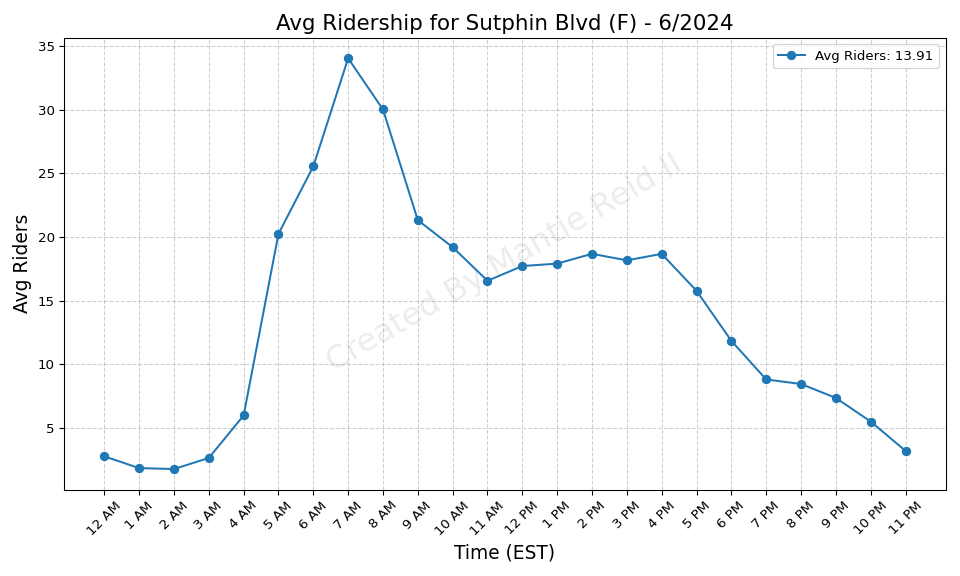 Avg Ridership for Sutphin Blvd (F) - 6/2024
Avg Riders: 13.91
Avg Riders
35
30
25
20
15
10
5
Created By Mantie Reid II
12 AM
1 AM
2 AM
3 AM
4 AM
5 AM
6 AM
7 AM
8 AM
9 AM
10 AM
11 AM
12 PM
1 PM
2 PM
3 PM
4 PM
5 PM
6 PM
7 PM
8 PM
9 PM
10 PM
11 PM
Time (EST)